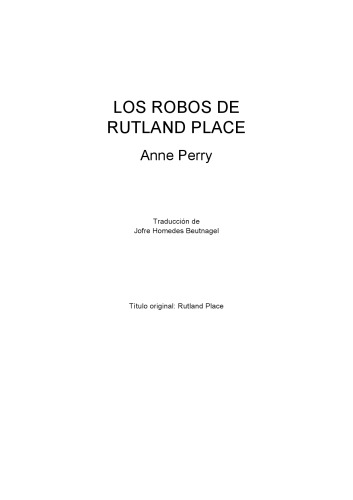 LOS ROBOS DE
RUTLAND PLACE
Anne Perry
Traducción de
Jofre Homedes Beutnagel
Título original: Rutland Place